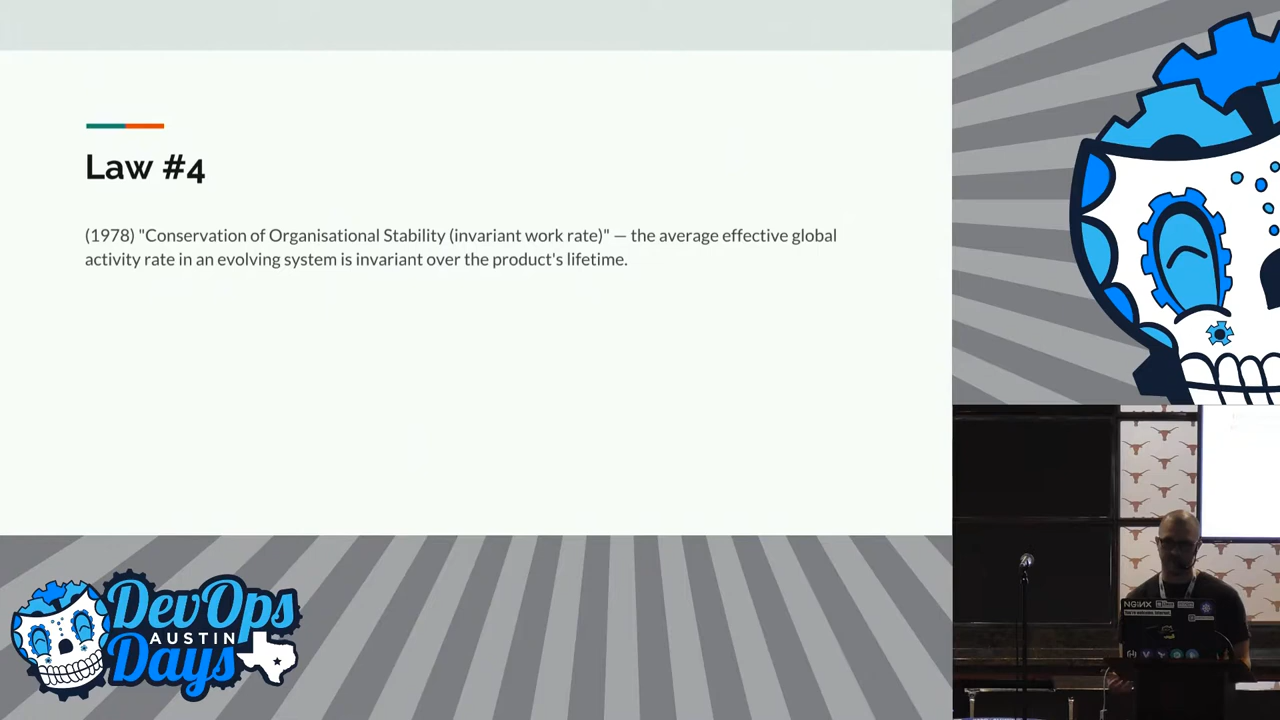 Law #4
(1978) "Conservation of Organisational Stability (invariant work rate)" — the average effective global
activity rate in an evolving system is invariant over the product's lifetime.
DevOps
AUSTIN
Days
NGINX